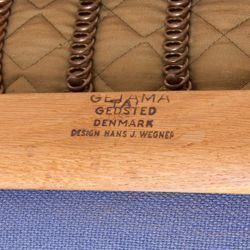 GETAMA
GEDSTED
DENMARK
DESIGN HANS J. WEGNER